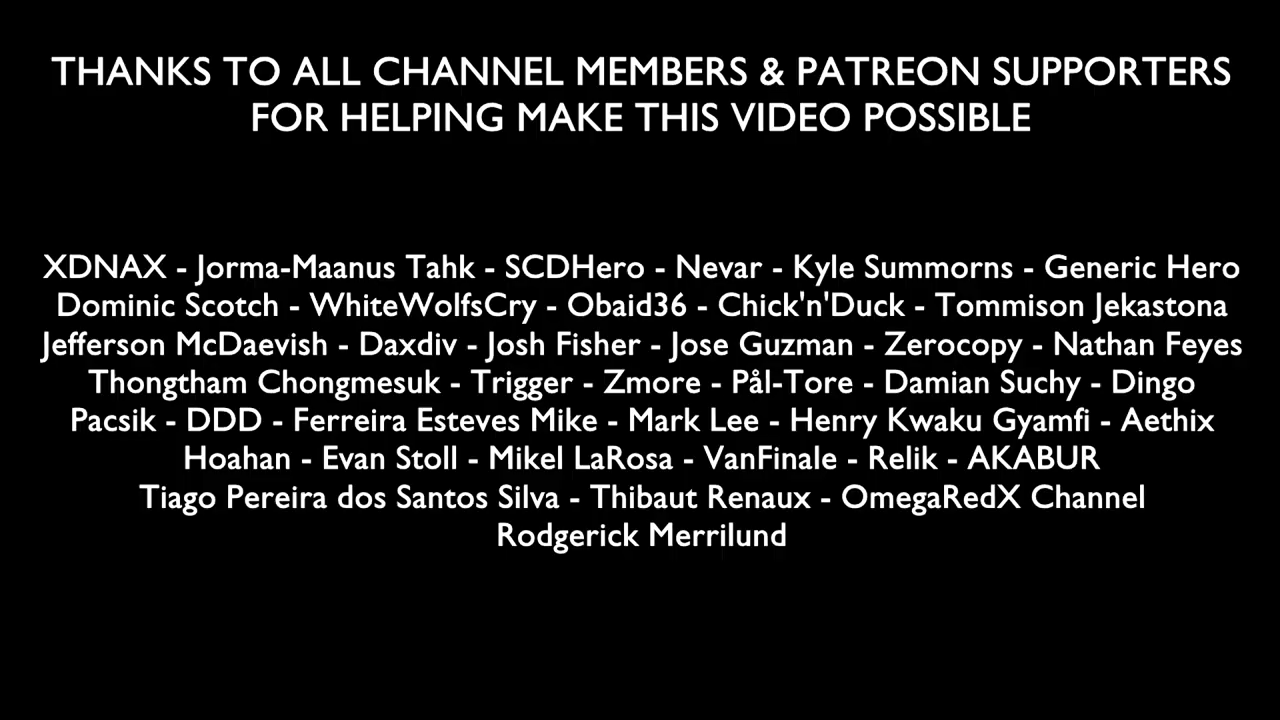 THANKS TO ALL CHANNEL MEMBERS & PATREON SUPPORTERS
FOR HELPING MAKE THIS VIDEO POSSIBLE
XDNAX - Jorma-Maanus Tahk - SCDHero - Nevar - Kyle Summorns - Generic Hero
Dominic Scotch - WhiteWolfsCry - Obaid36 - Chick'n'Duck - Tommison Jekastona
Jefferson McDaevish - Daxdiv - Josh Fisher - Jose Guzman - Zerocopy - Nathan Feyes
Thongtham Chongmesuk - Trigger - Zmore - Pål-Tore - Damian Suchy - Dingo
Pacsik - DDD - Ferreira Esteves Mike - Mark Lee - Henry Kwaku Gyamfi - Aethix
Hoahan - Evan Stoll - Mikel LaRosa - VanFinale - Relik - AKABUR
Tiago Pereira dos Santos Silva - Thibaut Renaux - OmegaRedX Channel
Rodgerick Merrilund